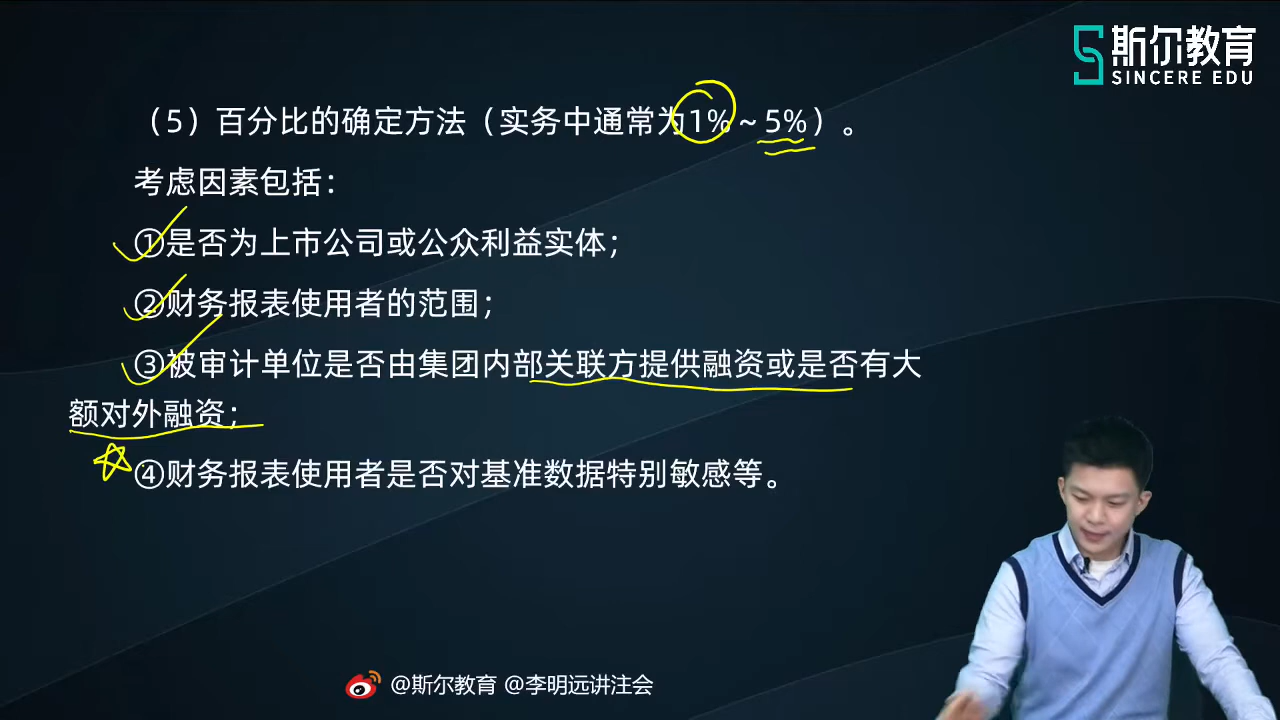 斯尔教育
SINCERE EDU
（5）百分比的确定方法（实务中通常为1%～5%）。
考虑因素包括：
①是否为上市公司或公众利益实体；
②财务报表使用者的范围；
③被审计单位是否由集团内部关联方提供融资或是否有大
额对外融资；
④财务报表使用者是否对基准数据特别敏感等。
@斯尔教育 @李明远讲注会